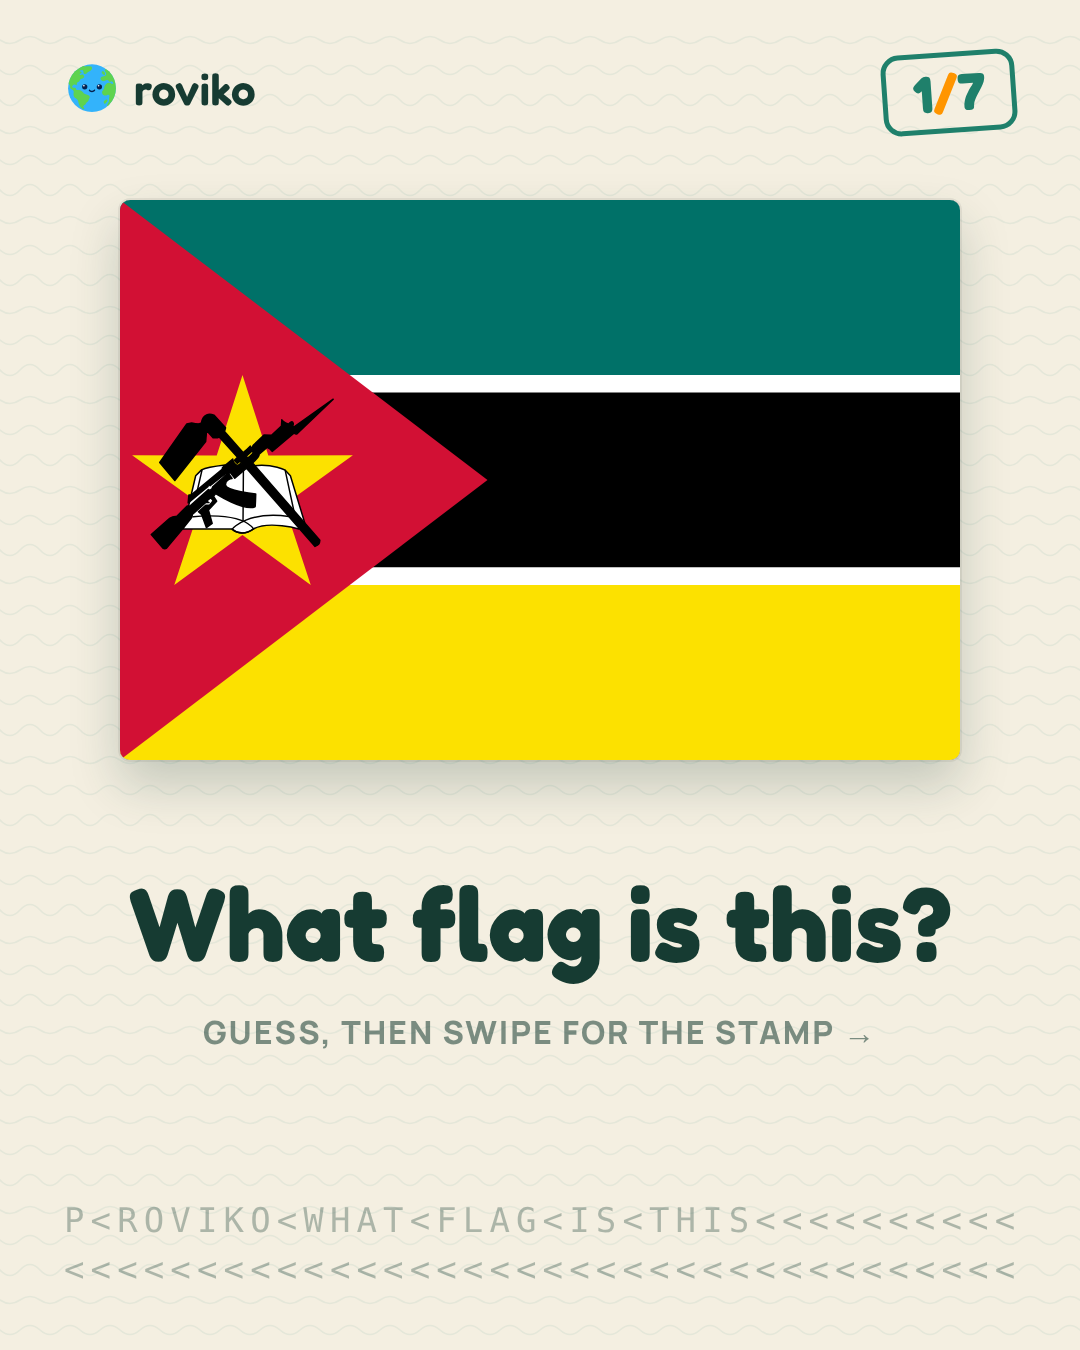 roviko
1/7
What flag is this?
GUESS, THEN SWIPE FOR THE STAMP →
P<ROVIKO<WHAT<FLAG<IS<THIS<<<<<<<<<<
<<<<<<<<<<<<<<<<<<<<<<<<<<<<<<<<<<<<